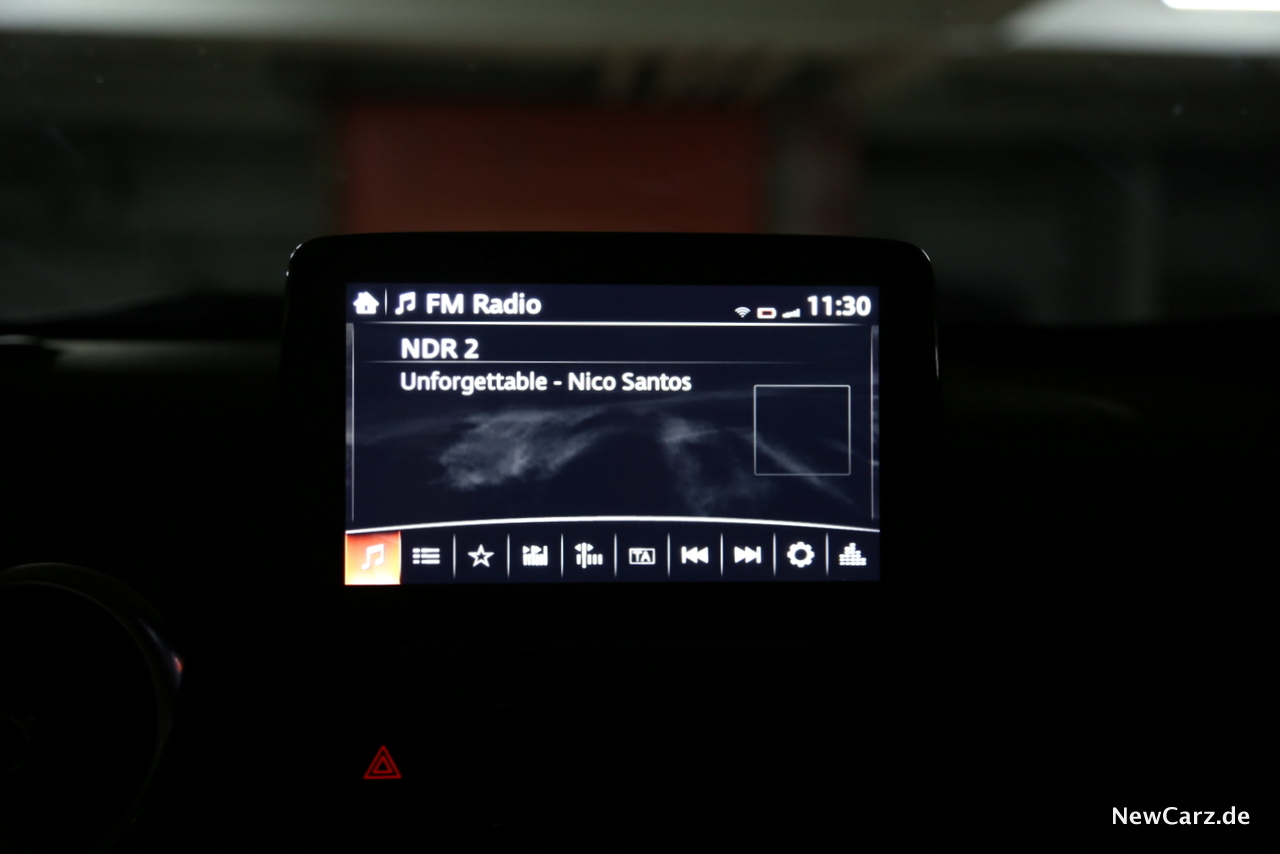 FM Radio
11:30
NDR 2
Unforgettable - Nico Santos
TA
NewCarz.de